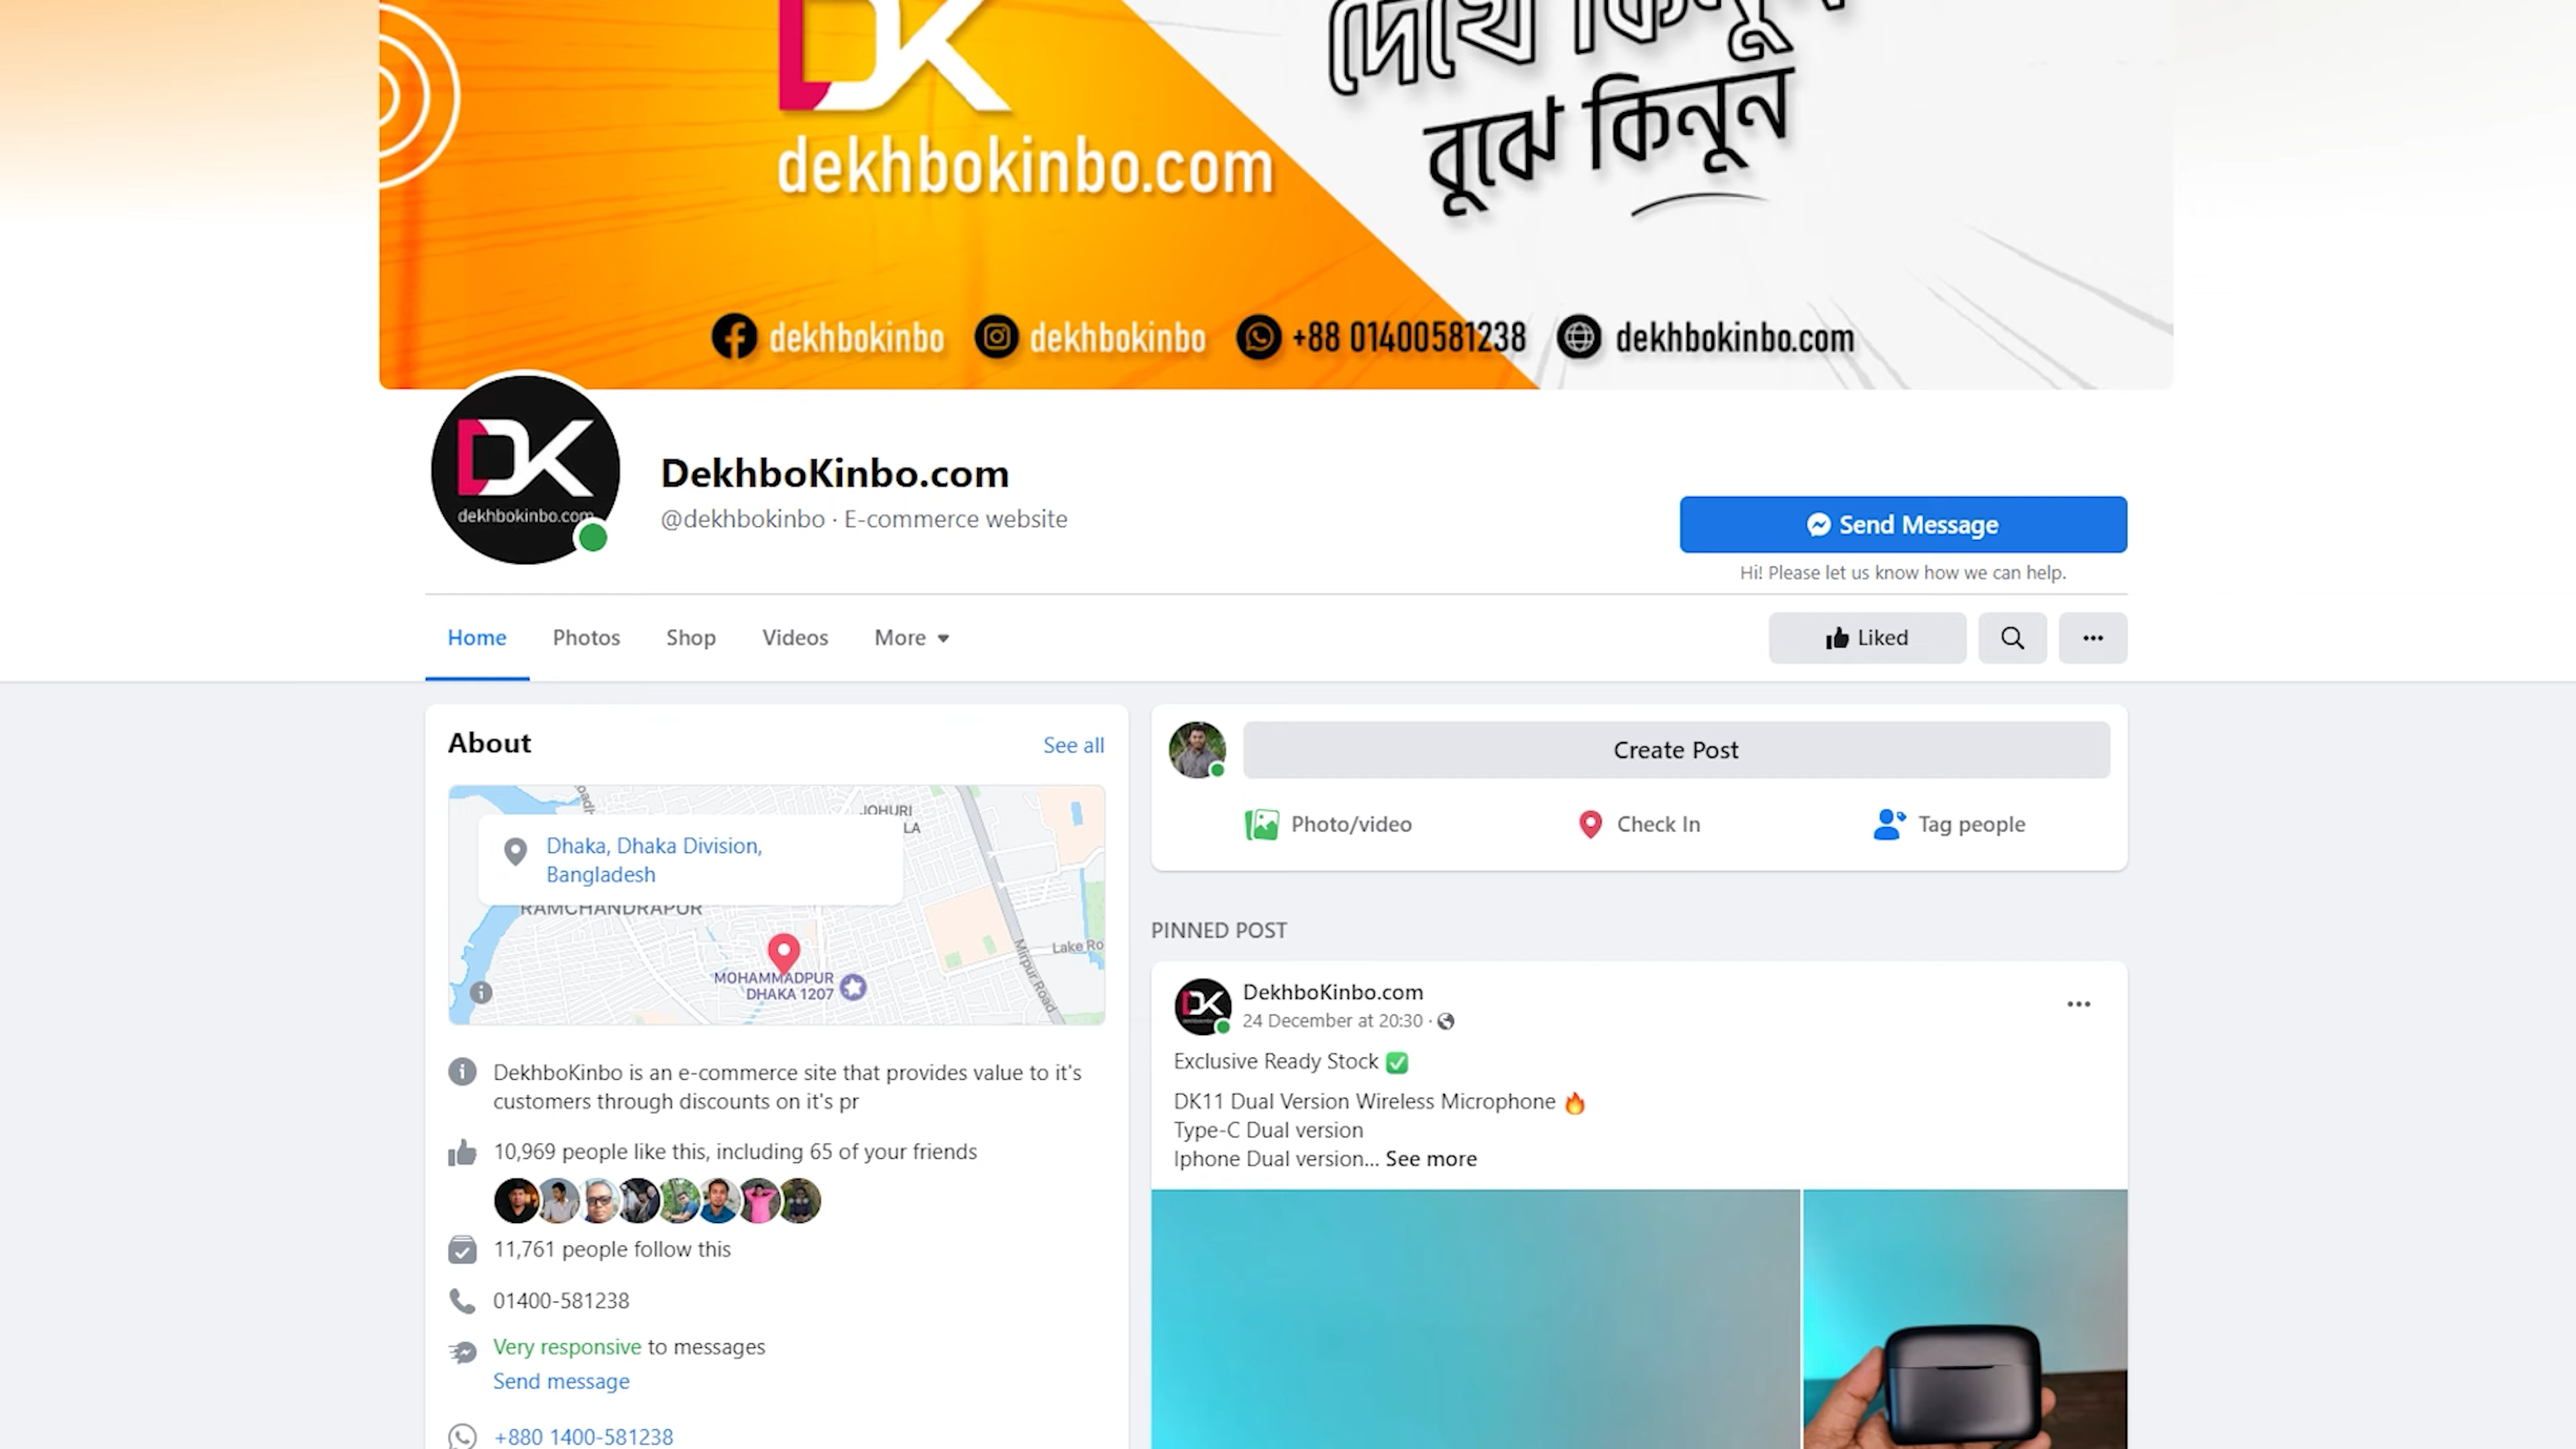 DK
দেখে কিনুন
বুঝে কিনুন
dekhbokinbo.com
dekhbokinbo
dekhbokinbo
+88 01400581238
dekhbokinbo.com
DK
dekhbokinbo.com
DekhboKinbo.com
@dekhbokinbo · E-commerce website
Send Message
Hi! Please let us know how we can help.
Home
Photos
Shop
Videos
More
Liked
About
See all
JOHURI
LA
Dhaka, Dhaka Division,
Bangladesh
RAMCHANDRAPUR
MOHAMMADPUR
DHAKA 1207
Mirpur Road
Lake Ro
DekhboKinbo is an e-commerce site that provides value to it's
customers through discounts on it's pr
10,969 people like this, including 65 of your friends
11,761 people follow this
01400-581238
Very responsive to messages
Send message
+880 1400-581238
Create Post
Photo/video
Check In
Tag people
PINNED POST
DK
DekhboKinbo.com
24 December at 20:30 ·
Exclusive Ready Stock ✅
DK11 Dual Version Wireless Microphone 🔥
Type-C Dual version
Iphone Dual version... See more